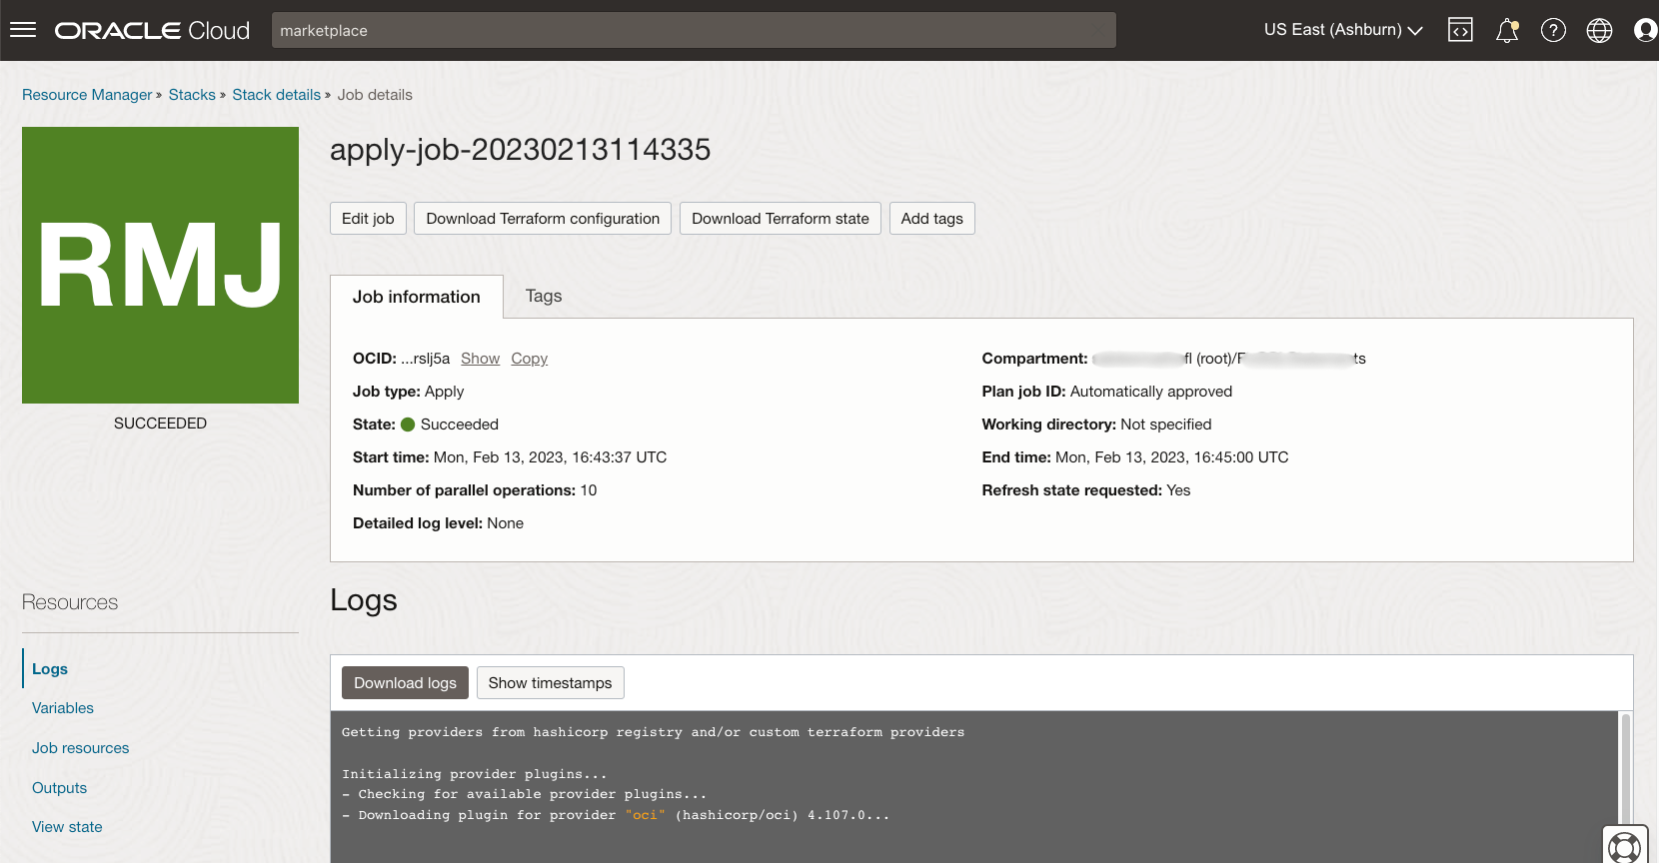 ORACLE Cloud
marketplace
US East (Ashburn)
Resource Manager » Stacks » Stack details » Job details
RMJ
SUCCEEDED
apply-job-20230213114335
Edit job
Download Terraform configuration
Download Terraform state
Add tags
Job information
Tags
OCID: ...rslj5a Show Copy
Job type: Apply
State: Succeeded
Start time: Mon, Feb 13, 2023, 16:43:37 UTC
Number of parallel operations: 10
Detailed log level: None
Compartment: fl (root)/ ts
Plan job ID: Automatically approved
Working directory: Not specified
End time: Mon, Feb 13, 2023, 16:45:00 UTC
Refresh state requested: Yes
Resources
Logs
Variables
Job resources
Outputs
View state
Logs
Download logs
Show timestamps
Getting providers from hashicorp registry and/or custom terraform providers
Initializing provider plugins...
- Checking for available provider plugins...
- Downloading plugin for provider "oci" (hashicorp/oci) 4.107.0...